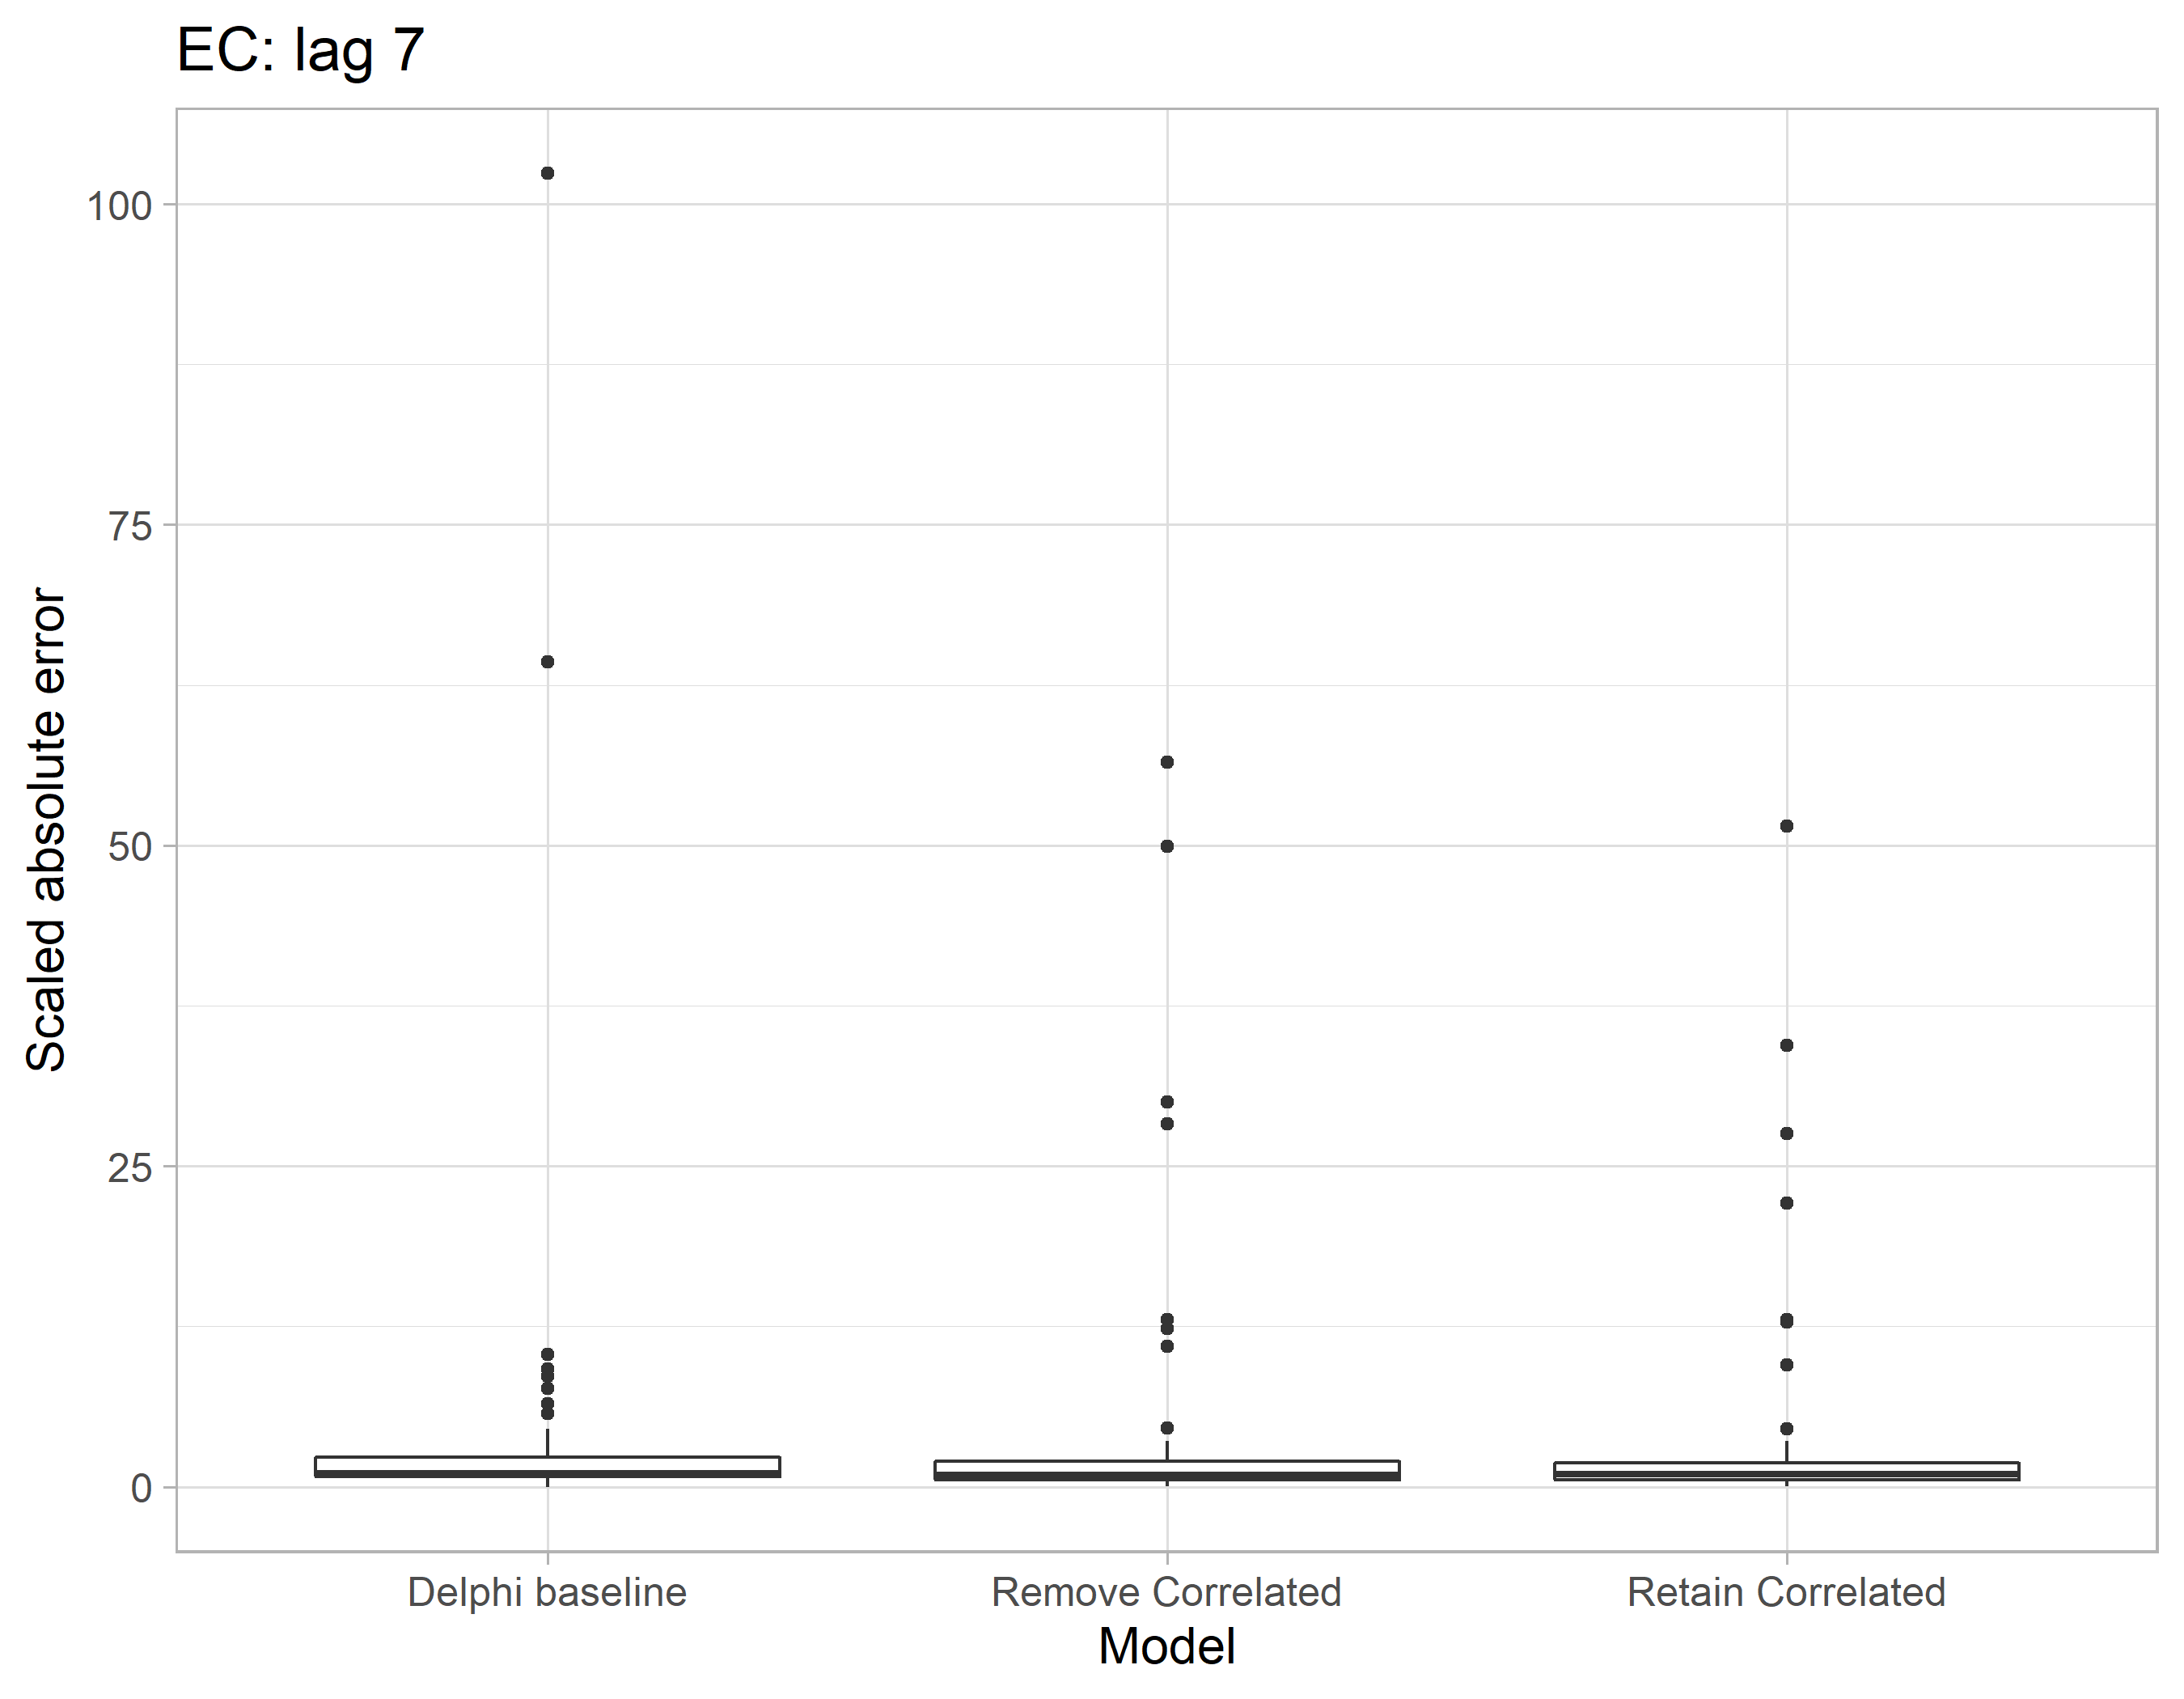 EC: lag 7
Scaled absolute error
100
75
50
25
0
Delphi baseline
Remove Correlated
Retain Correlated
Model